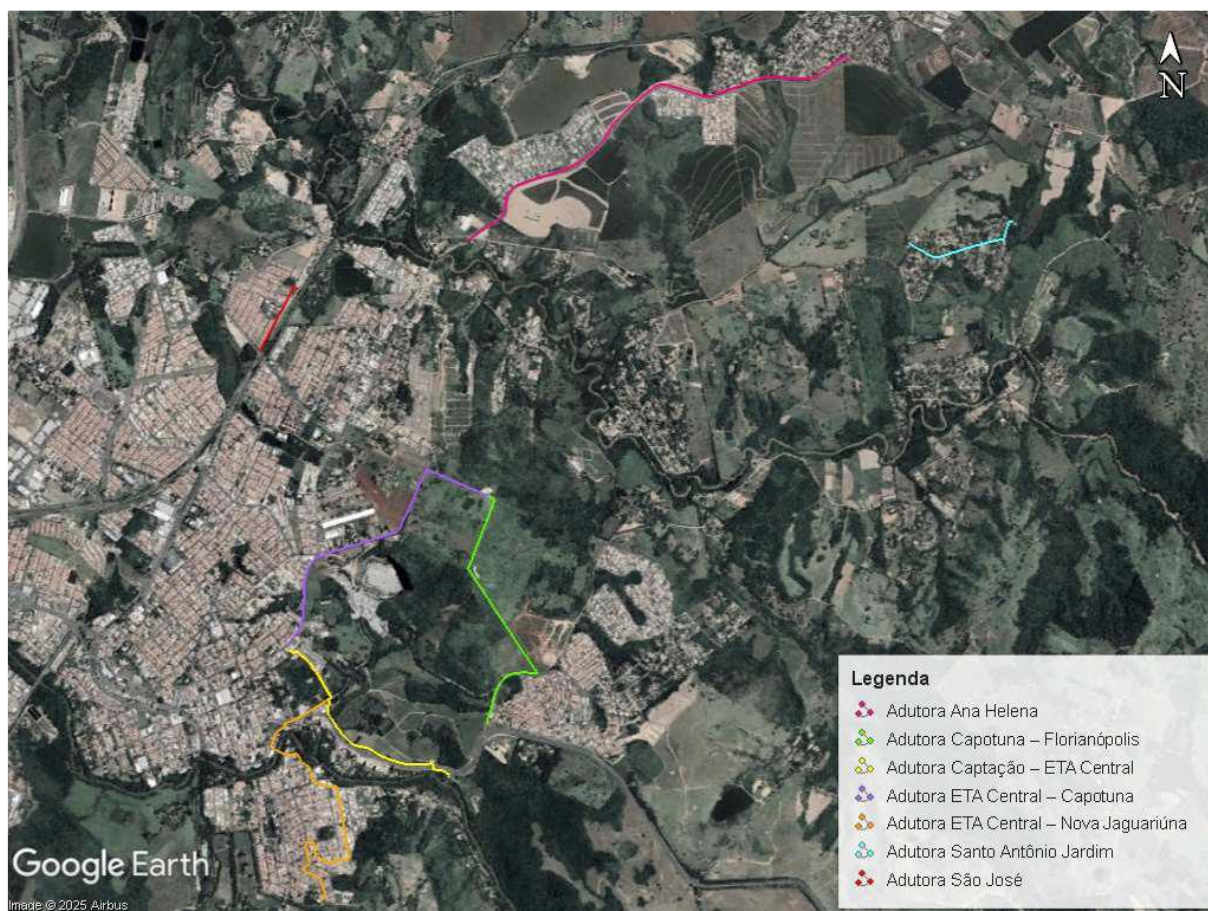 N
Legenda
Adutora Ana Helena
Adutora Capotuna – Florianópolis
Adutora Captação – ETA Central
Adutora ETA Central – Capotuna
Adutora ETA Central – Nova Jaguariúna
Adutora Santo Antônio Jardim
Adutora São José
Google Earth
Image © 2025 Airbus